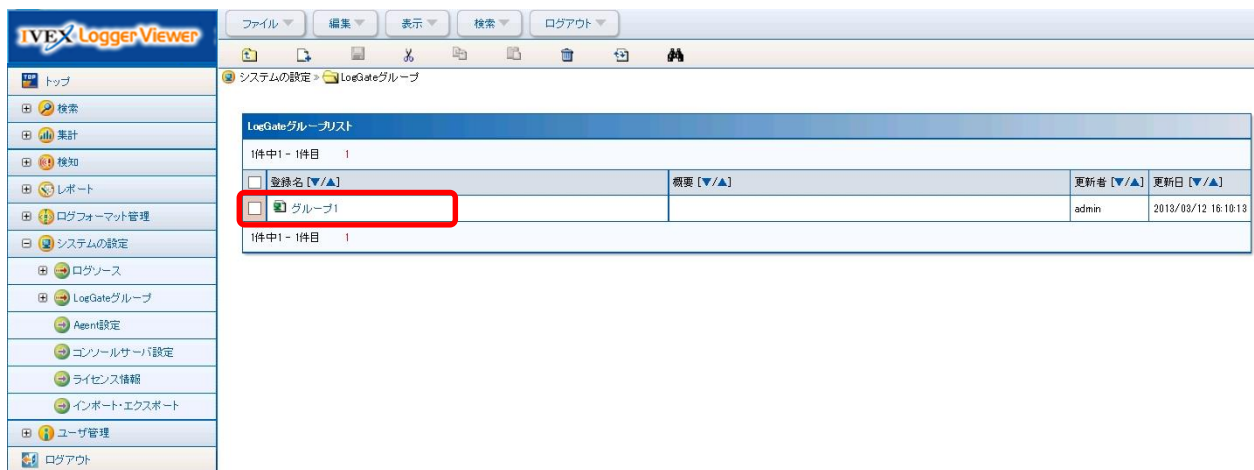 IVEX Logger Viewer
ファイル ▼ 編集 ▼ 表示 ▼ 検索 ▼ ログアウト ▼
システムの設定 » LogGateグループ
TOP トップ
検索
集計
検知
レポート
ログフォーマット管理
システムの設定
ログソース
LogGateグループ
Agent設定
コンソールサーバ設定
ライセンス情報
インポート・エクスポート
ユーザ管理
ログアウト
LogGateグループリスト
1件中1 - 1件目 1
登録名 [▼/▲] 概要 [▼/▲] 更新者 [▼/▲] 更新日 [▼/▲]
グループ1 admin 2013/03/12 16:10:13
1件中1 - 1件目 1